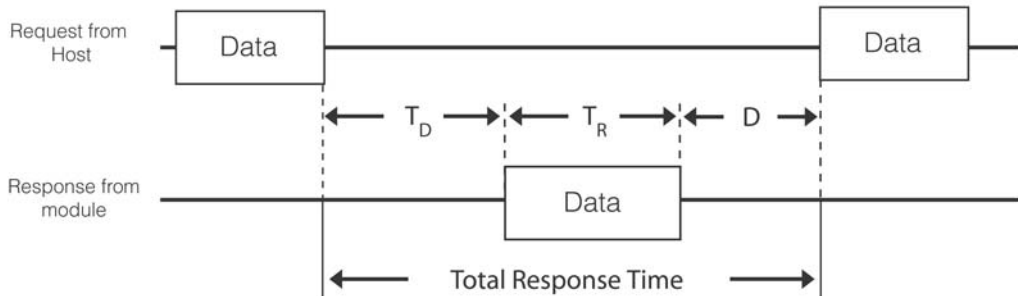 Request from
Host
Data
Data
T_D
T_R
D
Response from
module
Data
Total Response Time